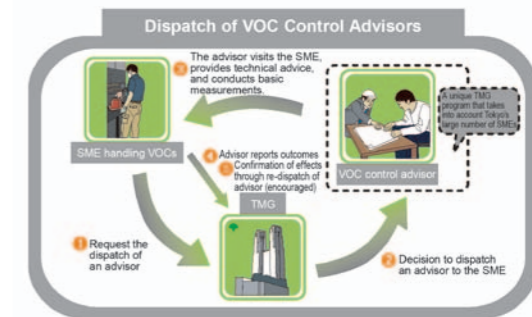 Dispatch of VOC Control Advisors
3 The advisor visits the SME,
provides technical advice,
and conducts basic
measurements.
A unique TMG
program that takes
into account Tokyo's
large number of SMEs
SME handling VOCs
VOC control advisor
4 Advisor reports outcomes
5 Confirmation of effects
through re-dispatch of
advisor (encouraged)
TMG
1 Request the
dispatch of
an advisor
2 Decision to dispatch
an advisor to the SME